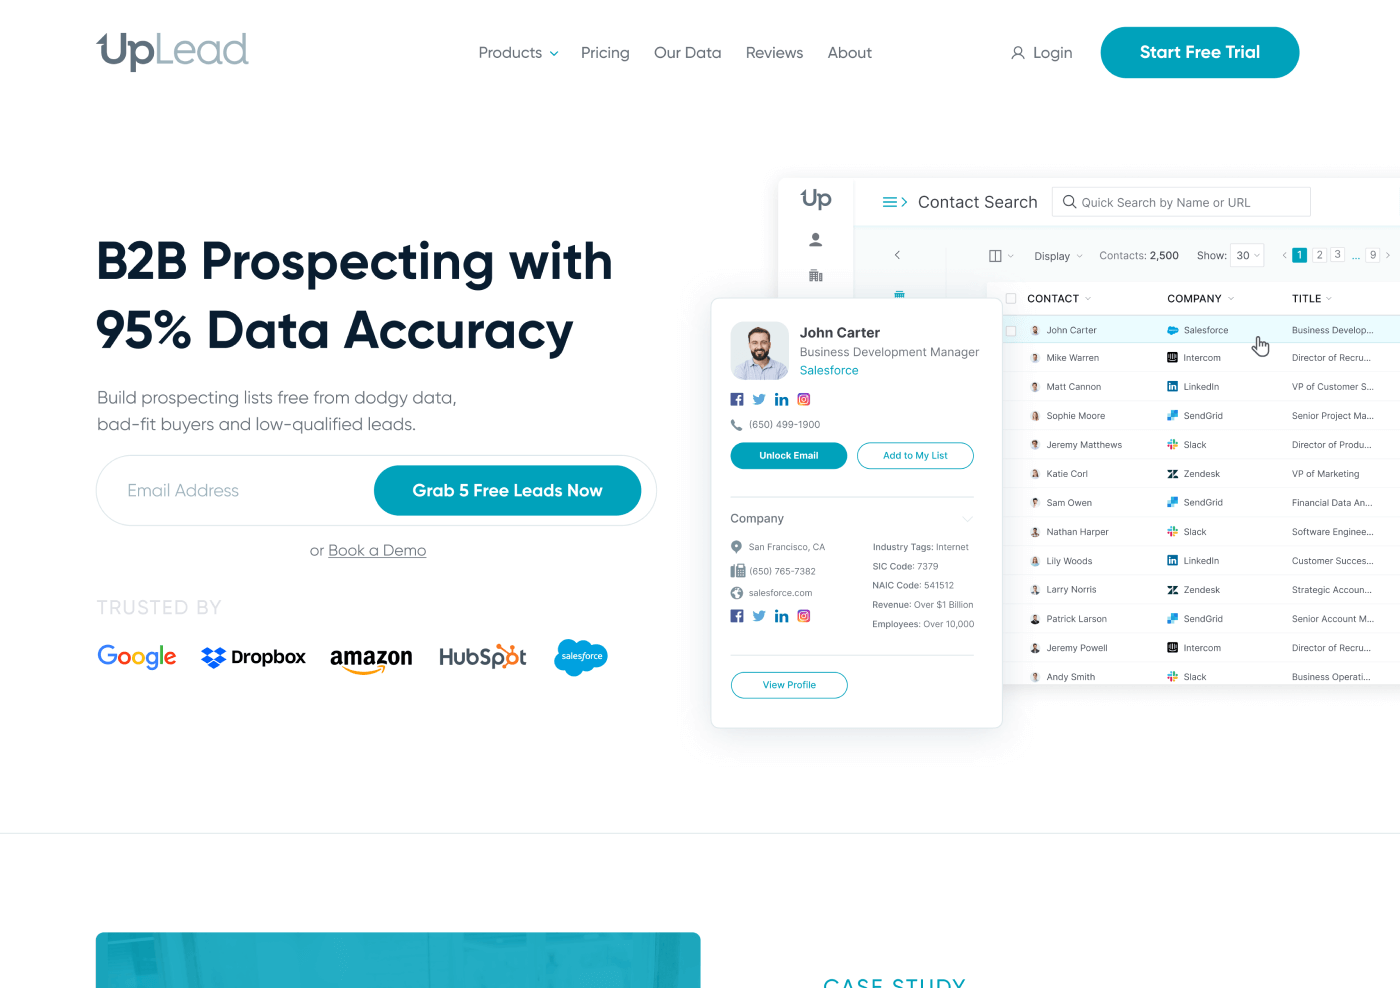 UpLead
Products
Pricing
Our Data
Reviews
About
Login
Start Free Trial
B2B Prospecting with
95% Data Accuracy
Build prospecting lists free from dodgy data,
bad-fit buyers and low-qualified leads.
Email Address
Grab 5 Free Leads Now
or Book a Demo
TRUSTED BY
Google
Dropbox
amazon
HubSpot
salesforce
Up
Contact Search
Quick Search by Name or URL
Display
Contacts: 2,500
Show: 30
1 2 3 ... 9
CONTACT COMPANY TITLE
John Carter Salesforce Business Develop...
Mike Warren Intercom Director of Recru...
Matt Cannon LinkedIn VP of Customer S...
Sophie Moore SendGrid Senior Project Ma...
Jeremy Matthews Slack Director of Produ...
Katie Corl Zendesk VP of Marketing
Sam Owen SendGrid Financial Data An...
Nathan Harper Slack Software Enginee...
Lily Woods LinkedIn Customer Succes...
Larry Norris Zendesk Strategic Accoun...
Patrick Larson SendGrid Senior Account M...
Jeremy Powell Intercom Director of Recru...
Andy Smith Slack Business Operati...
John Carter
Business Development Manager
Salesforce
(650) 499-1900
Unlock Email
Add to My List
Company
San Francisco, CA
(650) 765-7382
salesforce.com
Industry Tags: Internet
SIC Code: 7379
NAIC Code: 541512
Revenue: Over $1 Billion
Employees: Over 10,000
View Profile
CASE STUDY